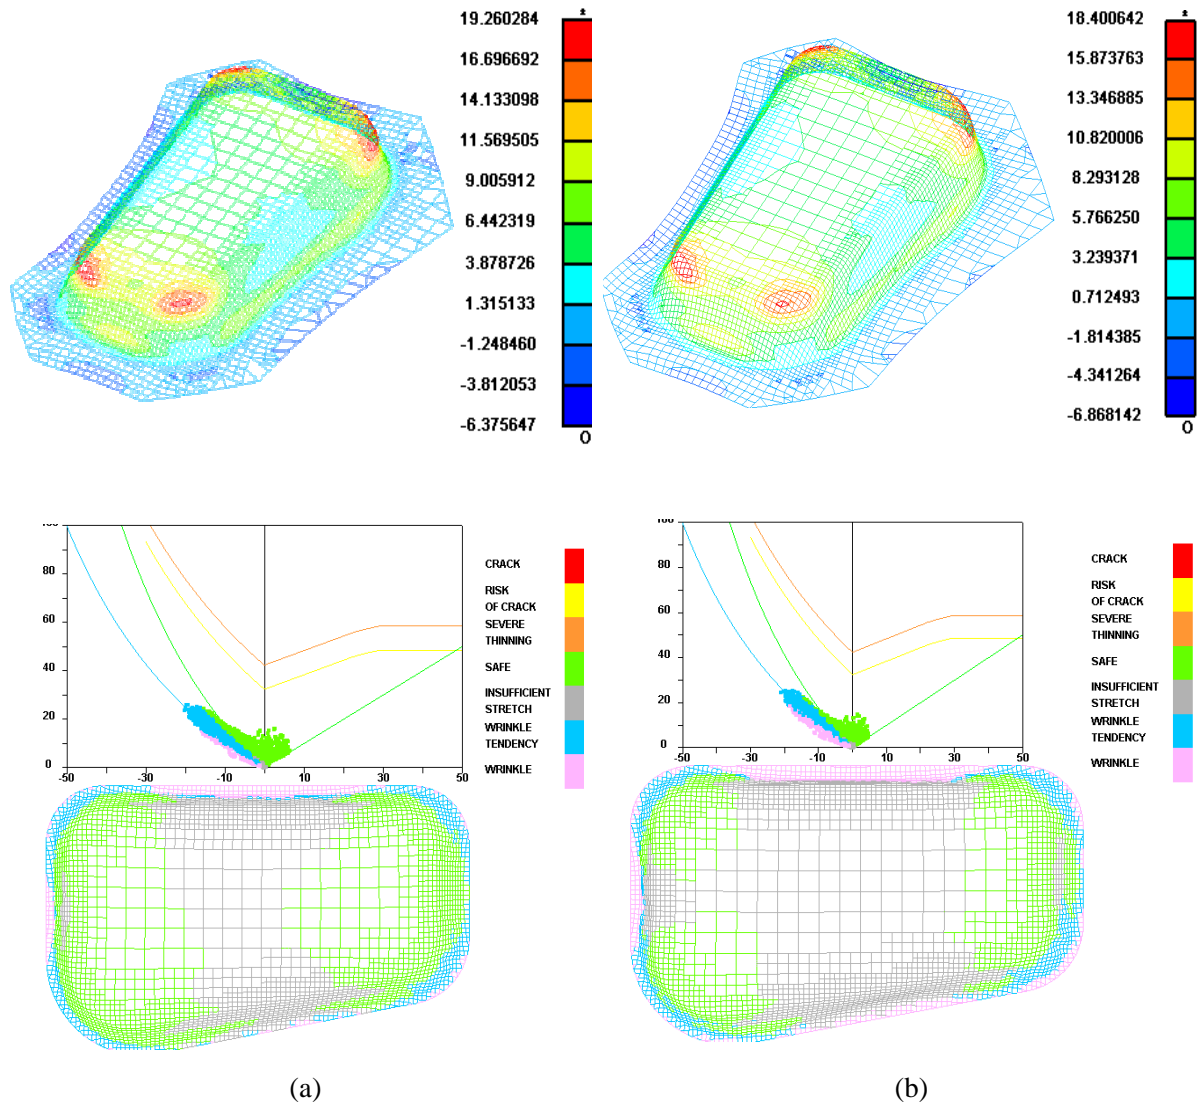 19.260284
16.696692
14.133098
11.569505
9.005912
6.442319
3.878726
1.315133
-1.248460
-3.812053
-6.375647
0
18.400642
15.873763
13.346885
10.820006
8.293128
5.766250
3.239371
0.712493
-1.814385
-4.341264
-6.868142
0
80
60
40
20
0
-50 -30 -10 10 30 50
CRACK
RISK
OF CRACK
SEVERE
THINNING
SAFE
INSUFFICIENT
STRETCH
WRINKLE
TENDENCY
WRINKLE
100
80
60
40
20
0
-50 -30 -10 10 30 50
CRACK
RISK
OF CRACK
SEVERE
THINNING
SAFE
INSUFFICIENT
STRETCH
WRINKLE
TENDENCY
WRINKLE
(a)
(b)